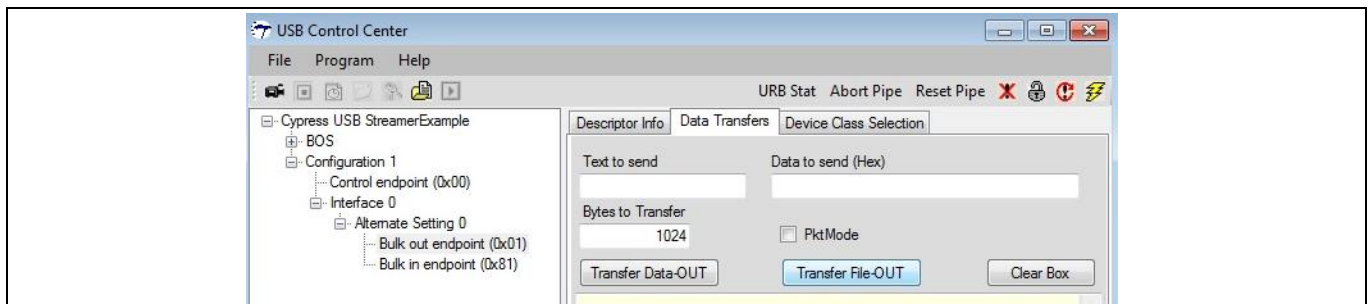 USB Control Center
File Program Help
URB Stat Abort Pipe Reset Pipe
Cypress USB StreamerExample
BOS
Configuration 1
Control endpoint (0x00)
Interface 0
Alternate Setting 0
Bulk out endpoint (0x01)
Bulk in endpoint (0x81)
Descriptor Info Data Transfers Device Class Selection
Text to send Data to send (Hex)
Bytes to Transfer
1024 PktMode
Transfer Data-OUT Transfer File-OUT Clear Box